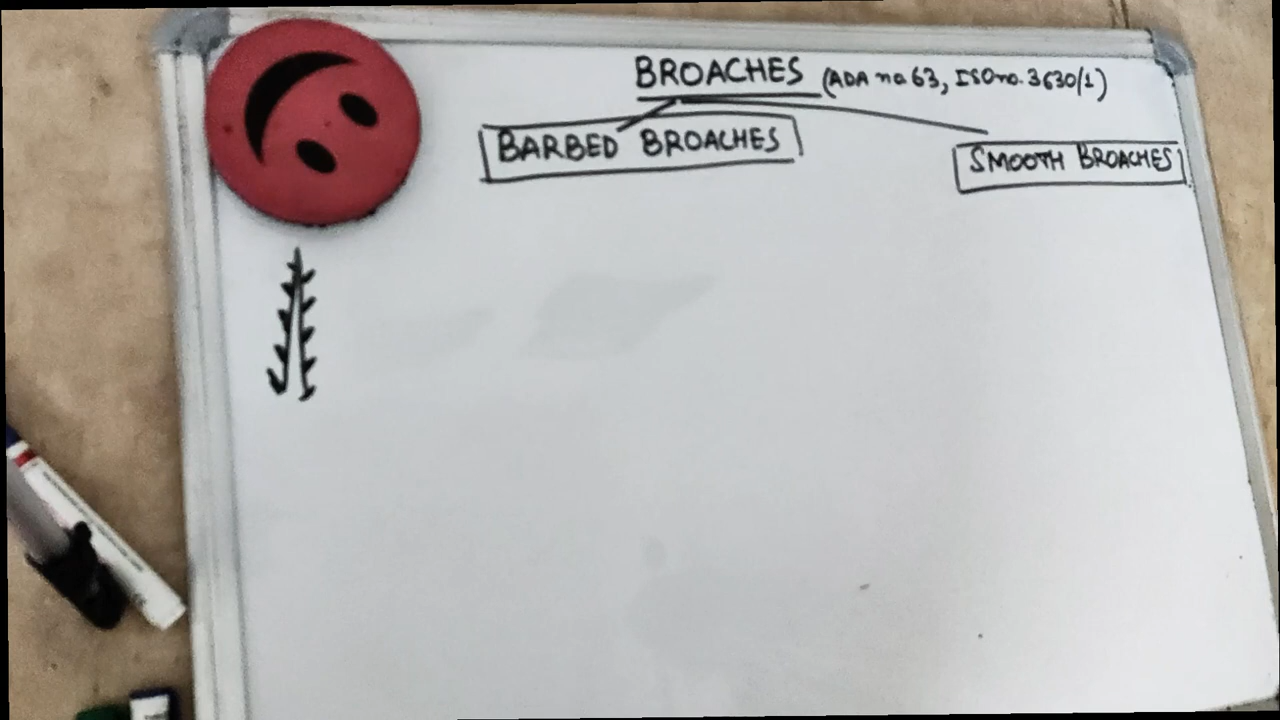 BROACHES (ADA no 63, ISO no. 3630/1)
BARBED BROACHES
SMOOTH BROACHES